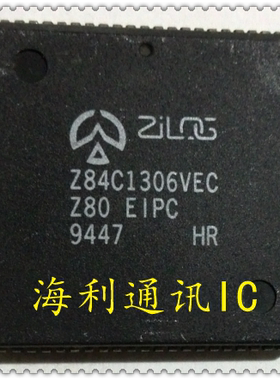 ZiLOG
Z84C1306VEC
Z80 EIPC
9447 HR
海利通讯IC